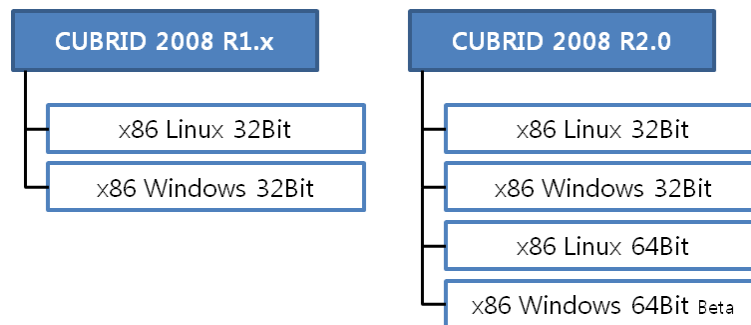 CUBRID 2008 R1.x
x86 Linux 32Bit
x86 Windows 32Bit
CUBRID 2008 R2.0
x86 Linux 32Bit
x86 Windows 32Bit
x86 Linux 64Bit
x86 Windows 64Bit Beta